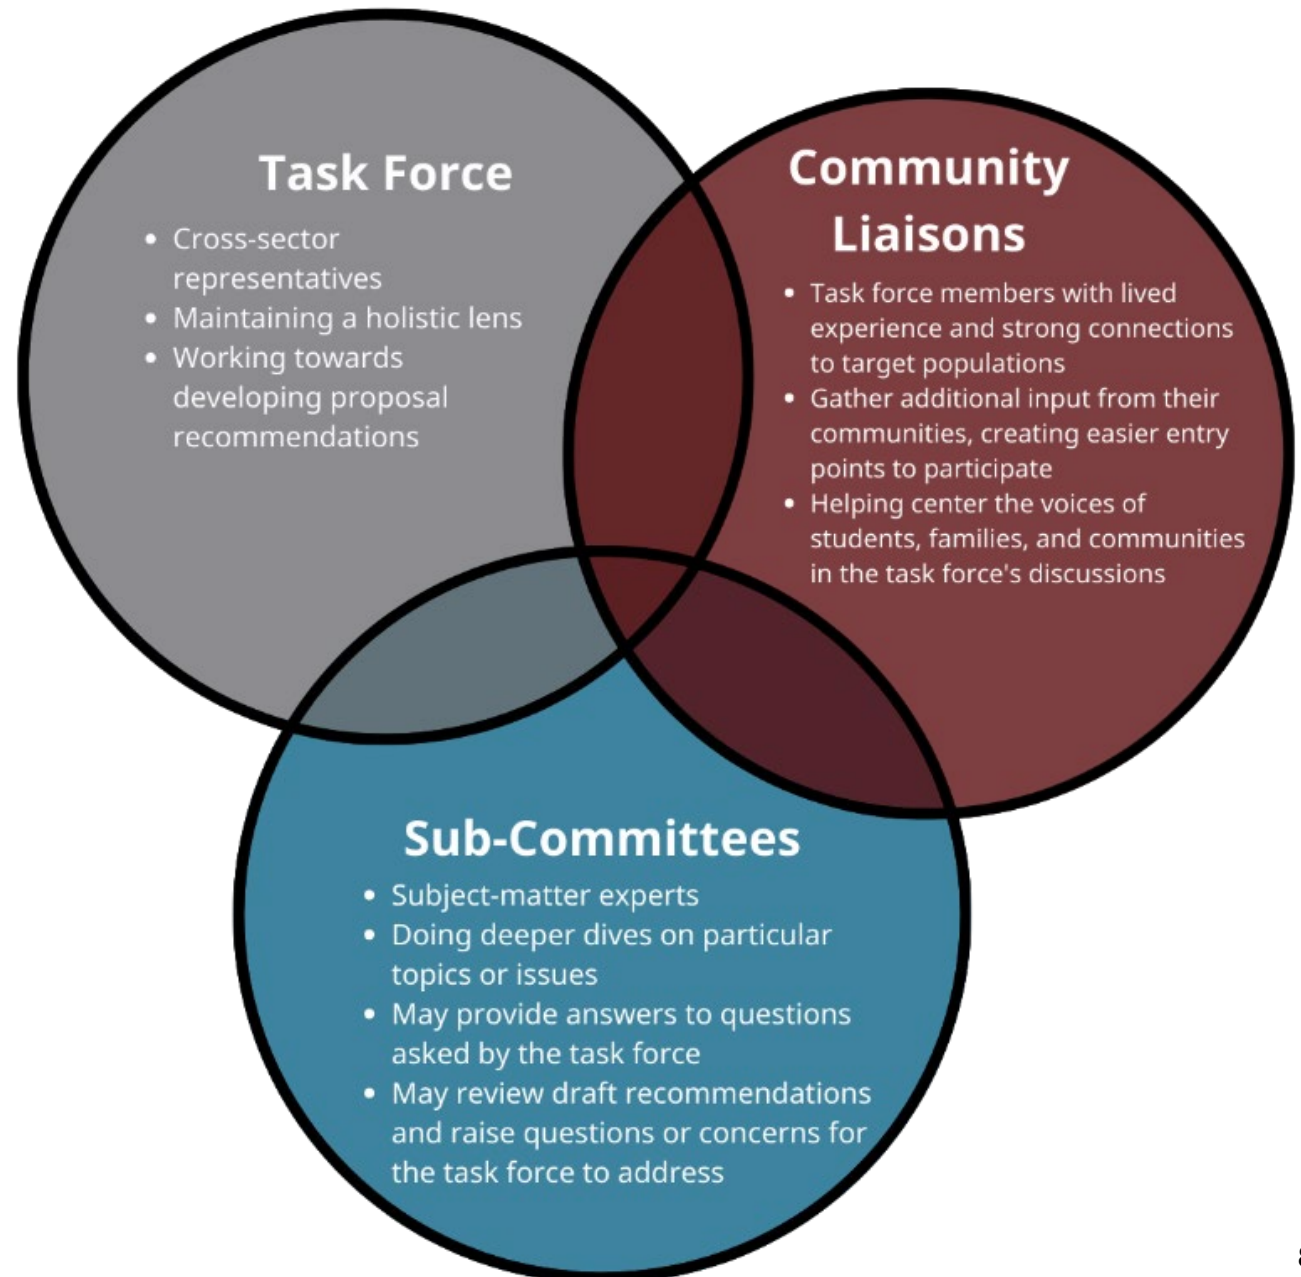 Task Force
• Cross-sector
representatives
• Maintaining a holistic lens
• Working towards
developing proposal
recommendations
Community
Liaisons
• Task force members with lived
experience and strong connections
to target populations
• Gather additional input from their
communities, creating easier entry
points to participate
• Helping center the voices of
students, families, and communities
in the task force's discussions
Sub-Committees
• Subject-matter experts
• Doing deeper dives on particular
topics or issues
• May provide answers to questions
asked by the task force
• May review draft recommendations
and raise questions or concerns for
the task force to address